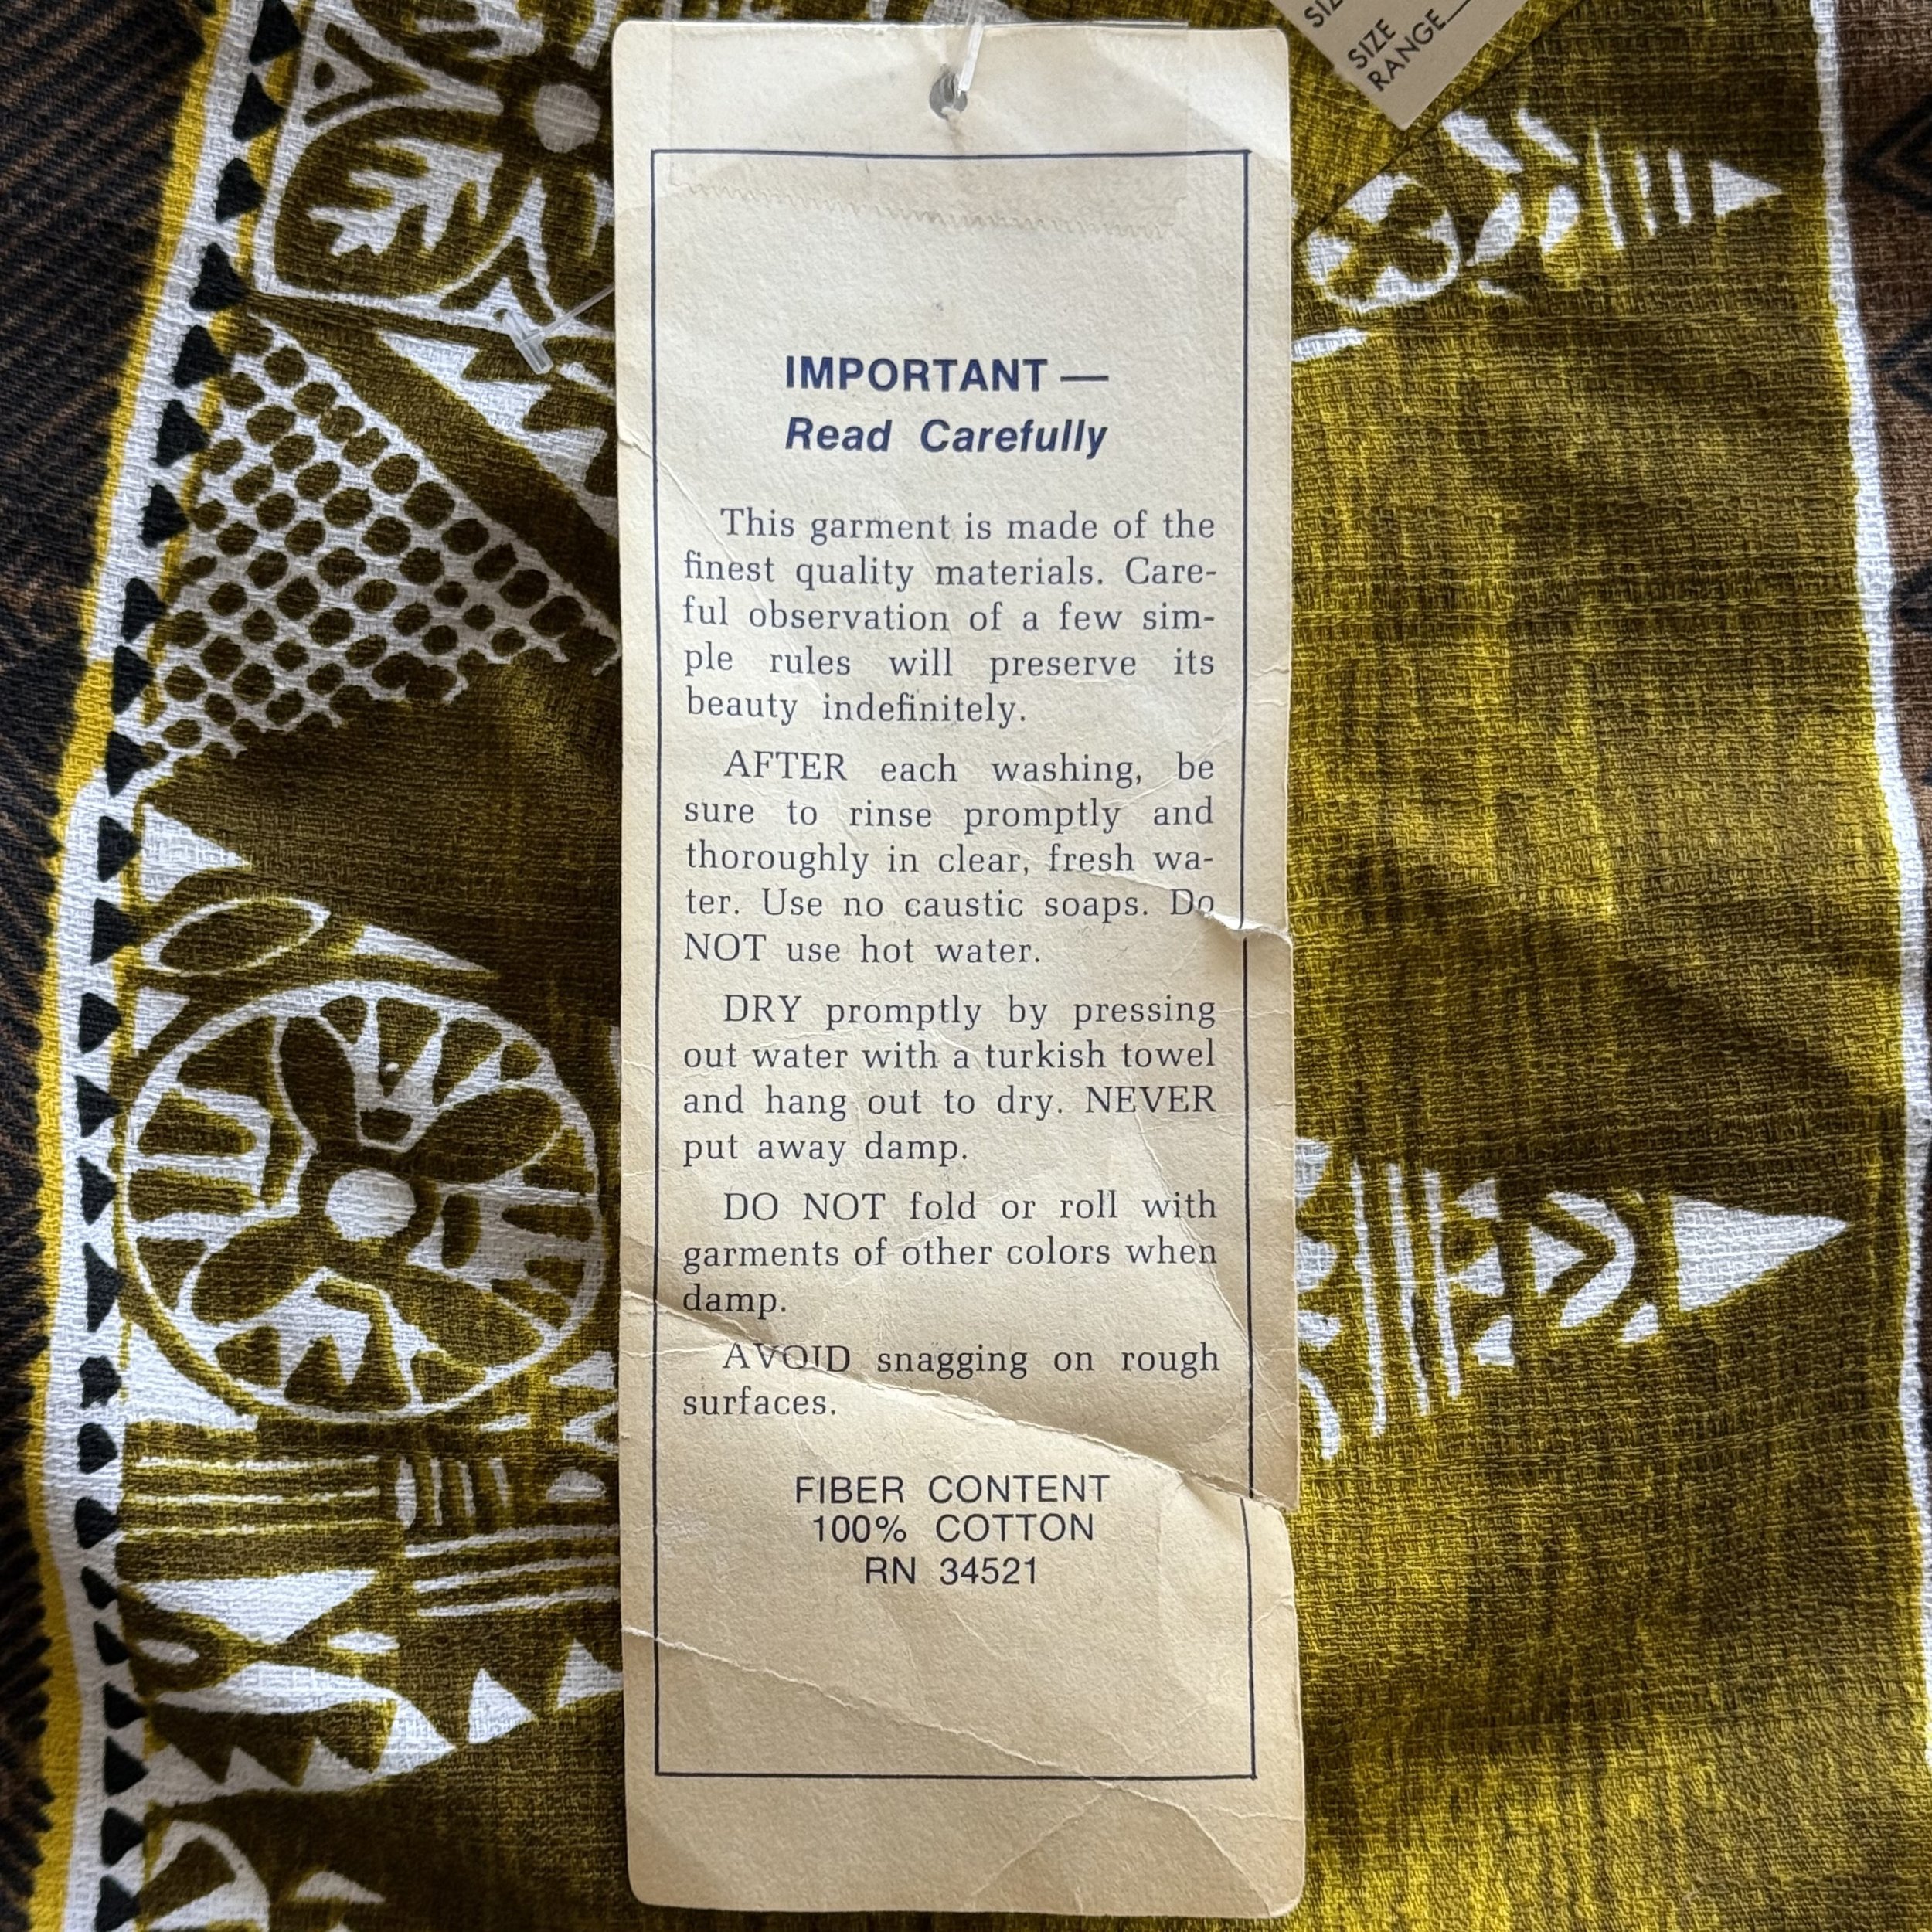 SIZE
RANGE
IMPORTANT —
Read Carefully
This garment is made of the
finest quality materials. Care-
ful observation of a few sim-
ple rules will preserve its
beauty indefinitely.
AFTER each washing, be
sure to rinse promptly and
thoroughly in clear, fresh wa-
ter. Use no caustic soaps. Do
NOT use hot water.
DRY promptly by pressing
out water with a turkish towel
and hang out to dry. NEVER
put away damp.
DO NOT fold or roll with
garments of other colors when
damp.
AVOID snagging on rough
surfaces.
FIBER CONTENT
100% COTTON
RN 34521